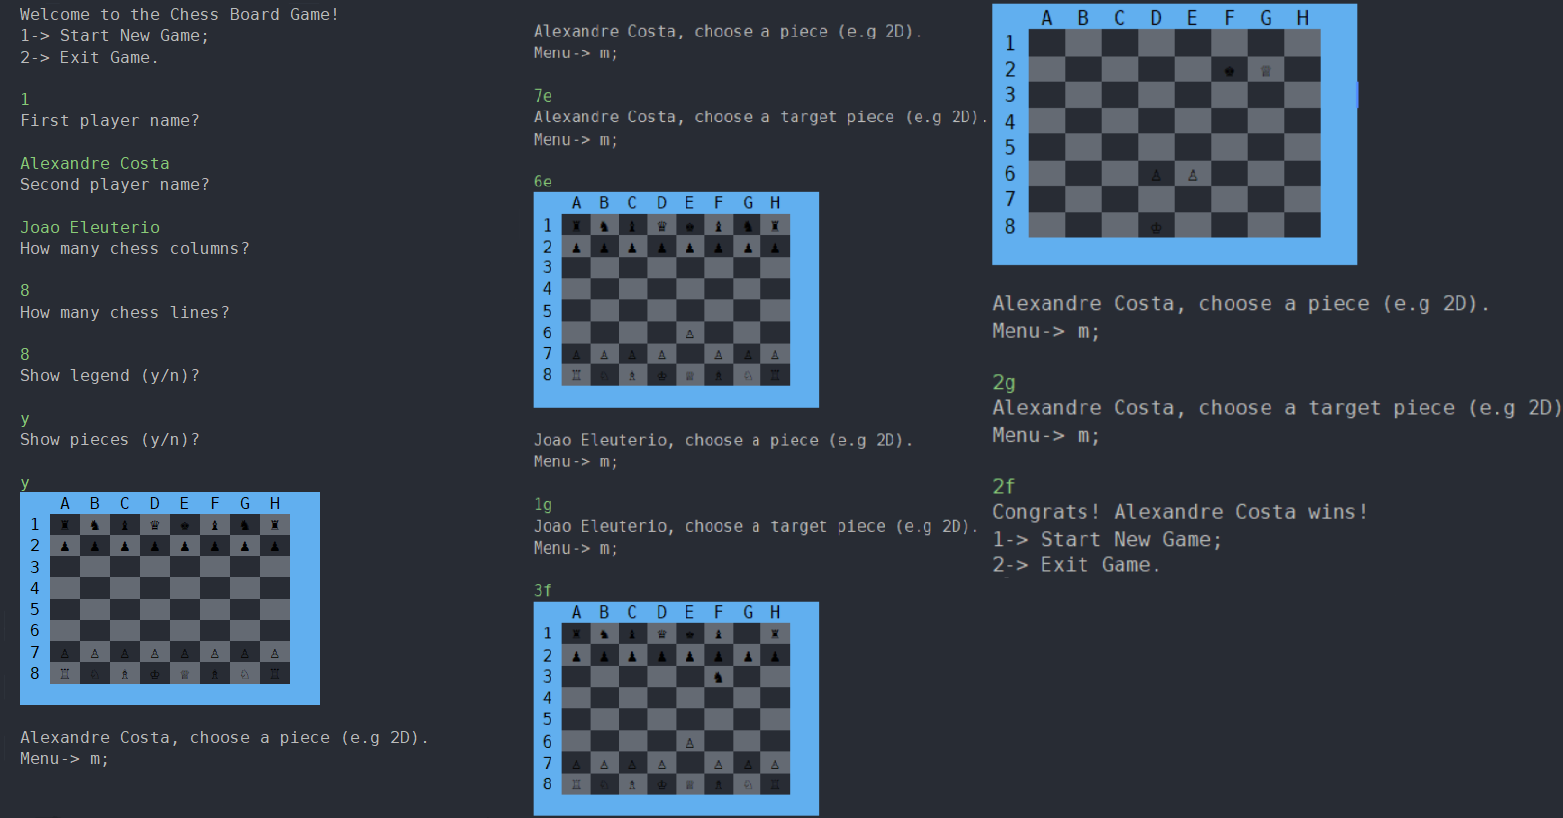 Welcome to the Chess Board Game!
1-> Start New Game;
2-> Exit Game.
1
First player name?
Alexandre Costa
Second player name?
Joao Eleuterio
How many chess columns?
8
How many chess lines?
8
Show legend (y/n)?
y
Show pieces (y/n)?
y
A B C D E F G H
1 ♜ ♞ ♝ ♛ ♚ ♝ ♞ ♜
2 ♟ ♟ ♟ ♟ ♟ ♟ ♟ ♟
3
4
5
6
7 ♙ ♙ ♙ ♙ ♙ ♙ ♙ ♙
8 ♖ ♘ ♗ ♔ ♕ ♗ ♘ ♖
Alexandre Costa, choose a piece (e.g 2D).
Menu-> m;
Alexandre Costa, choose a piece (e.g 2D).
Menu-> m;
7e
Alexandre Costa, choose a target piece (e.g 2D).
Menu-> m;
6e
A B C D E F G H
1 ♜ ♞ ♝ ♕ ♚ ♝ ♞ ♜
2 ♟ ♟ ♟ ♟ ♟ ♟ ♟ ♟
3
4
5
6 ♙
7 ♙ ♙ ♙ ♙ ♙ ♙ ♙
8 ♖ ♘ ♗ ♔ ♕ ♗ ♘ ♖
Joao Eleuterio, choose a piece (e.g 2D).
Menu-> m;
1g
Joao Eleuterio, choose a target piece (e.g 2D).
Menu-> m;
3f
A B C D E F G H
1 ♜ ♞ ♝ ♕ ♚ ♝ ♜
2 ♟ ♟ ♟ ♟ ♟ ♟ ♟ ♟
3 ♞
4
5
6 ♙
7 ♙ ♙ ♙ ♙ ♙ ♙ ♙
8 ♖ ♘ ♗ ♔ ♕ ♗ ♘ ♖
A B C D E F G H
1
2 ♚ ♕
3
4
5
6 ♙ ♙
7
8 ♔
Alexandre Costa, choose a piece (e.g 2D).
Menu-> m;
2g
Alexandre Costa, choose a target piece (e.g 2D)
Menu-> m;
2f
Congrats! Alexandre Costa wins!
1-> Start New Game;
2-> Exit Game.